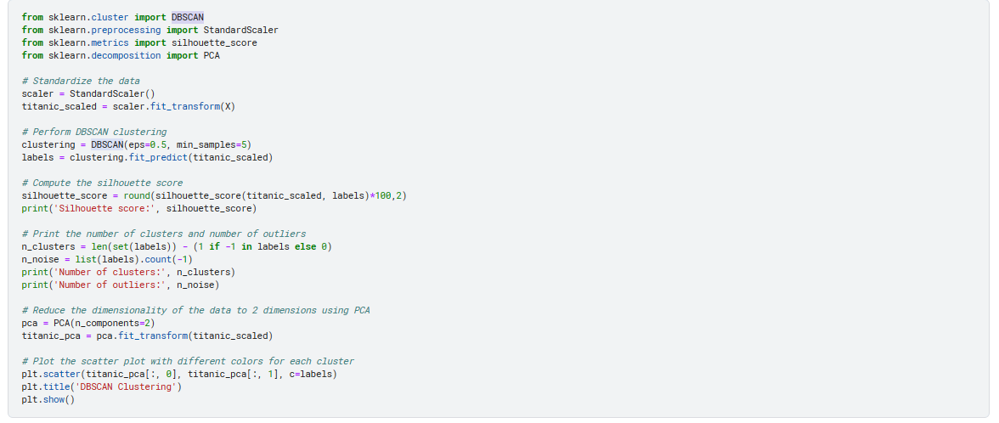 from sklearn.cluster import DBSCAN
from sklearn.preprocessing import StandardScaler
from sklearn.metrics import silhouette_score
from sklearn.decomposition import PCA
# Standardize the data
scaler = StandardScaler()
titanic_scaled = scaler.fit_transform(X)
# Perform DBSCAN clustering
clustering = DBSCAN(eps=0.5, min_samples=5)
labels = clustering.fit_predict(titanic_scaled)
# Compute the silhouette score
silhouette_score = round(silhouette_score(titanic_scaled, labels)*100,2)
print('Silhouette score:', silhouette_score)
# Print the number of clusters and number of outliers
n_clusters = len(set(labels)) - (1 if -1 in labels else 0)
n_noise = list(labels).count(-1)
print('Number of clusters:', n_clusters)
print('Number of outliers:', n_noise)
# Reduce the dimensionality of the data to 2 dimensions using PCA
pca = PCA(n_components=2)
titanic_pca = pca.fit_transform(titanic_scaled)
# Plot the scatter plot with different colors for each cluster
plt.scatter(titanic_pca[:, 0], titanic_pca[:, 1], c=labels)
plt.title('DBSCAN Clustering')
plt.show()